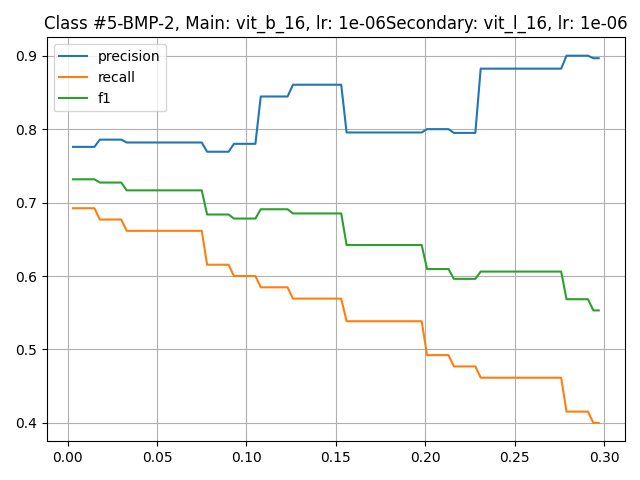 Class #5-BMP-2, Main: vit_b_16, lr: 1e-06Secondary: vit_l_16, lr: 1e-06
precision
recall
f1
0.9
0.8
0.7
0.6
0.5
0.4
0.00 0.05 0.10 0.15 0.20 0.25 0.30